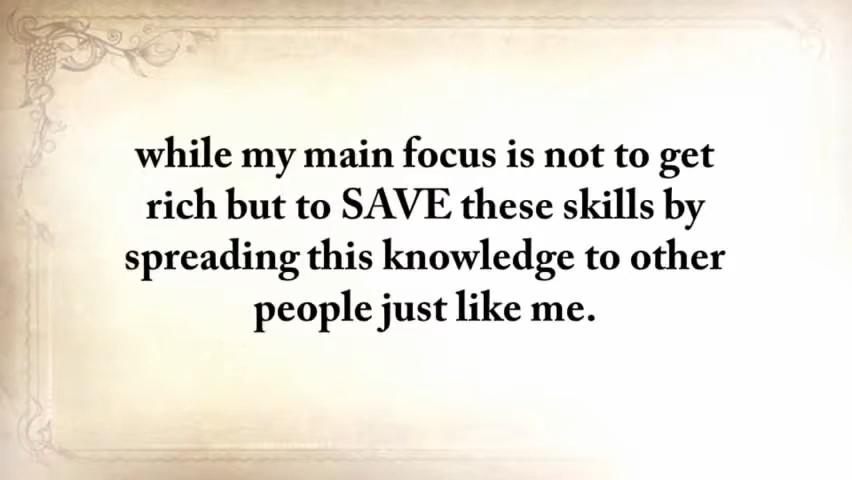 while my main focus is not to get
rich but to SAVE these skills by
spreading this knowledge to other
people just like me.